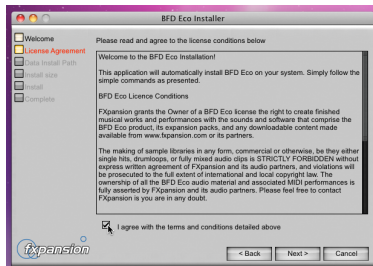 BFD Eco Installer
Welcome
License Agreement
Data Install Path
Install size
Install
Complete
Please read and agree to the license conditions below
Welcome to the BFD Eco Installation!
This application will automatically install BFD Eco on your system. Simply follow the
simple commands as presented.
BFD Eco Licence Conditions
FXpansion grants the Owner of a BFD Eco license the right to create finished
musical works and performances with the sounds and software that comprise the
BFD Eco product, its expansion packs, and any downloadable content made
available from www.fxpansion.com or its partners.
The making of sample libraries in any form, commercial or otherwise, be they either
single hits, drumloops, or fully mixed audio clips is STRICTLY FORBIDDEN without
express written agreement of FXpansion and its audio partners, and violations will
be prosecuted to the full extent of international and local copyright law. The
ownership of all the BFD Eco audio material and associated MIDI performances is
fully asserted by FXpansion and its audio partners. Please feel free to contact
FXpansion is you are in any doubt.
I agree with the terms and conditions detailed above
fxpansion
< Back
Next >
Cancel